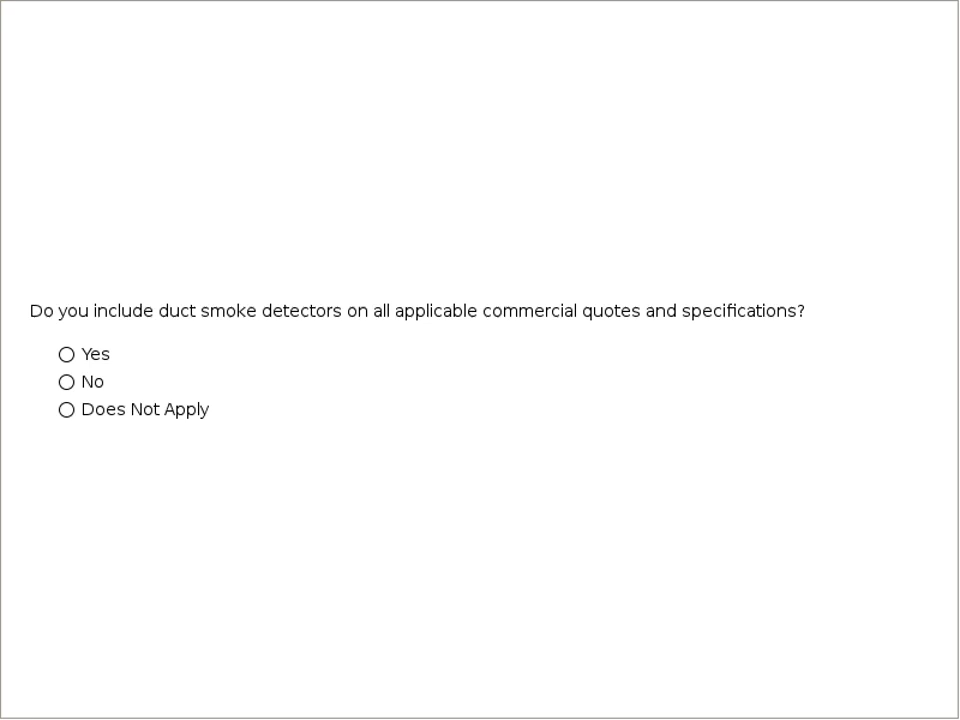 Do you include duct smoke detectors on all applicable commercial quotes and specifications?
Yes
No
Does Not Apply